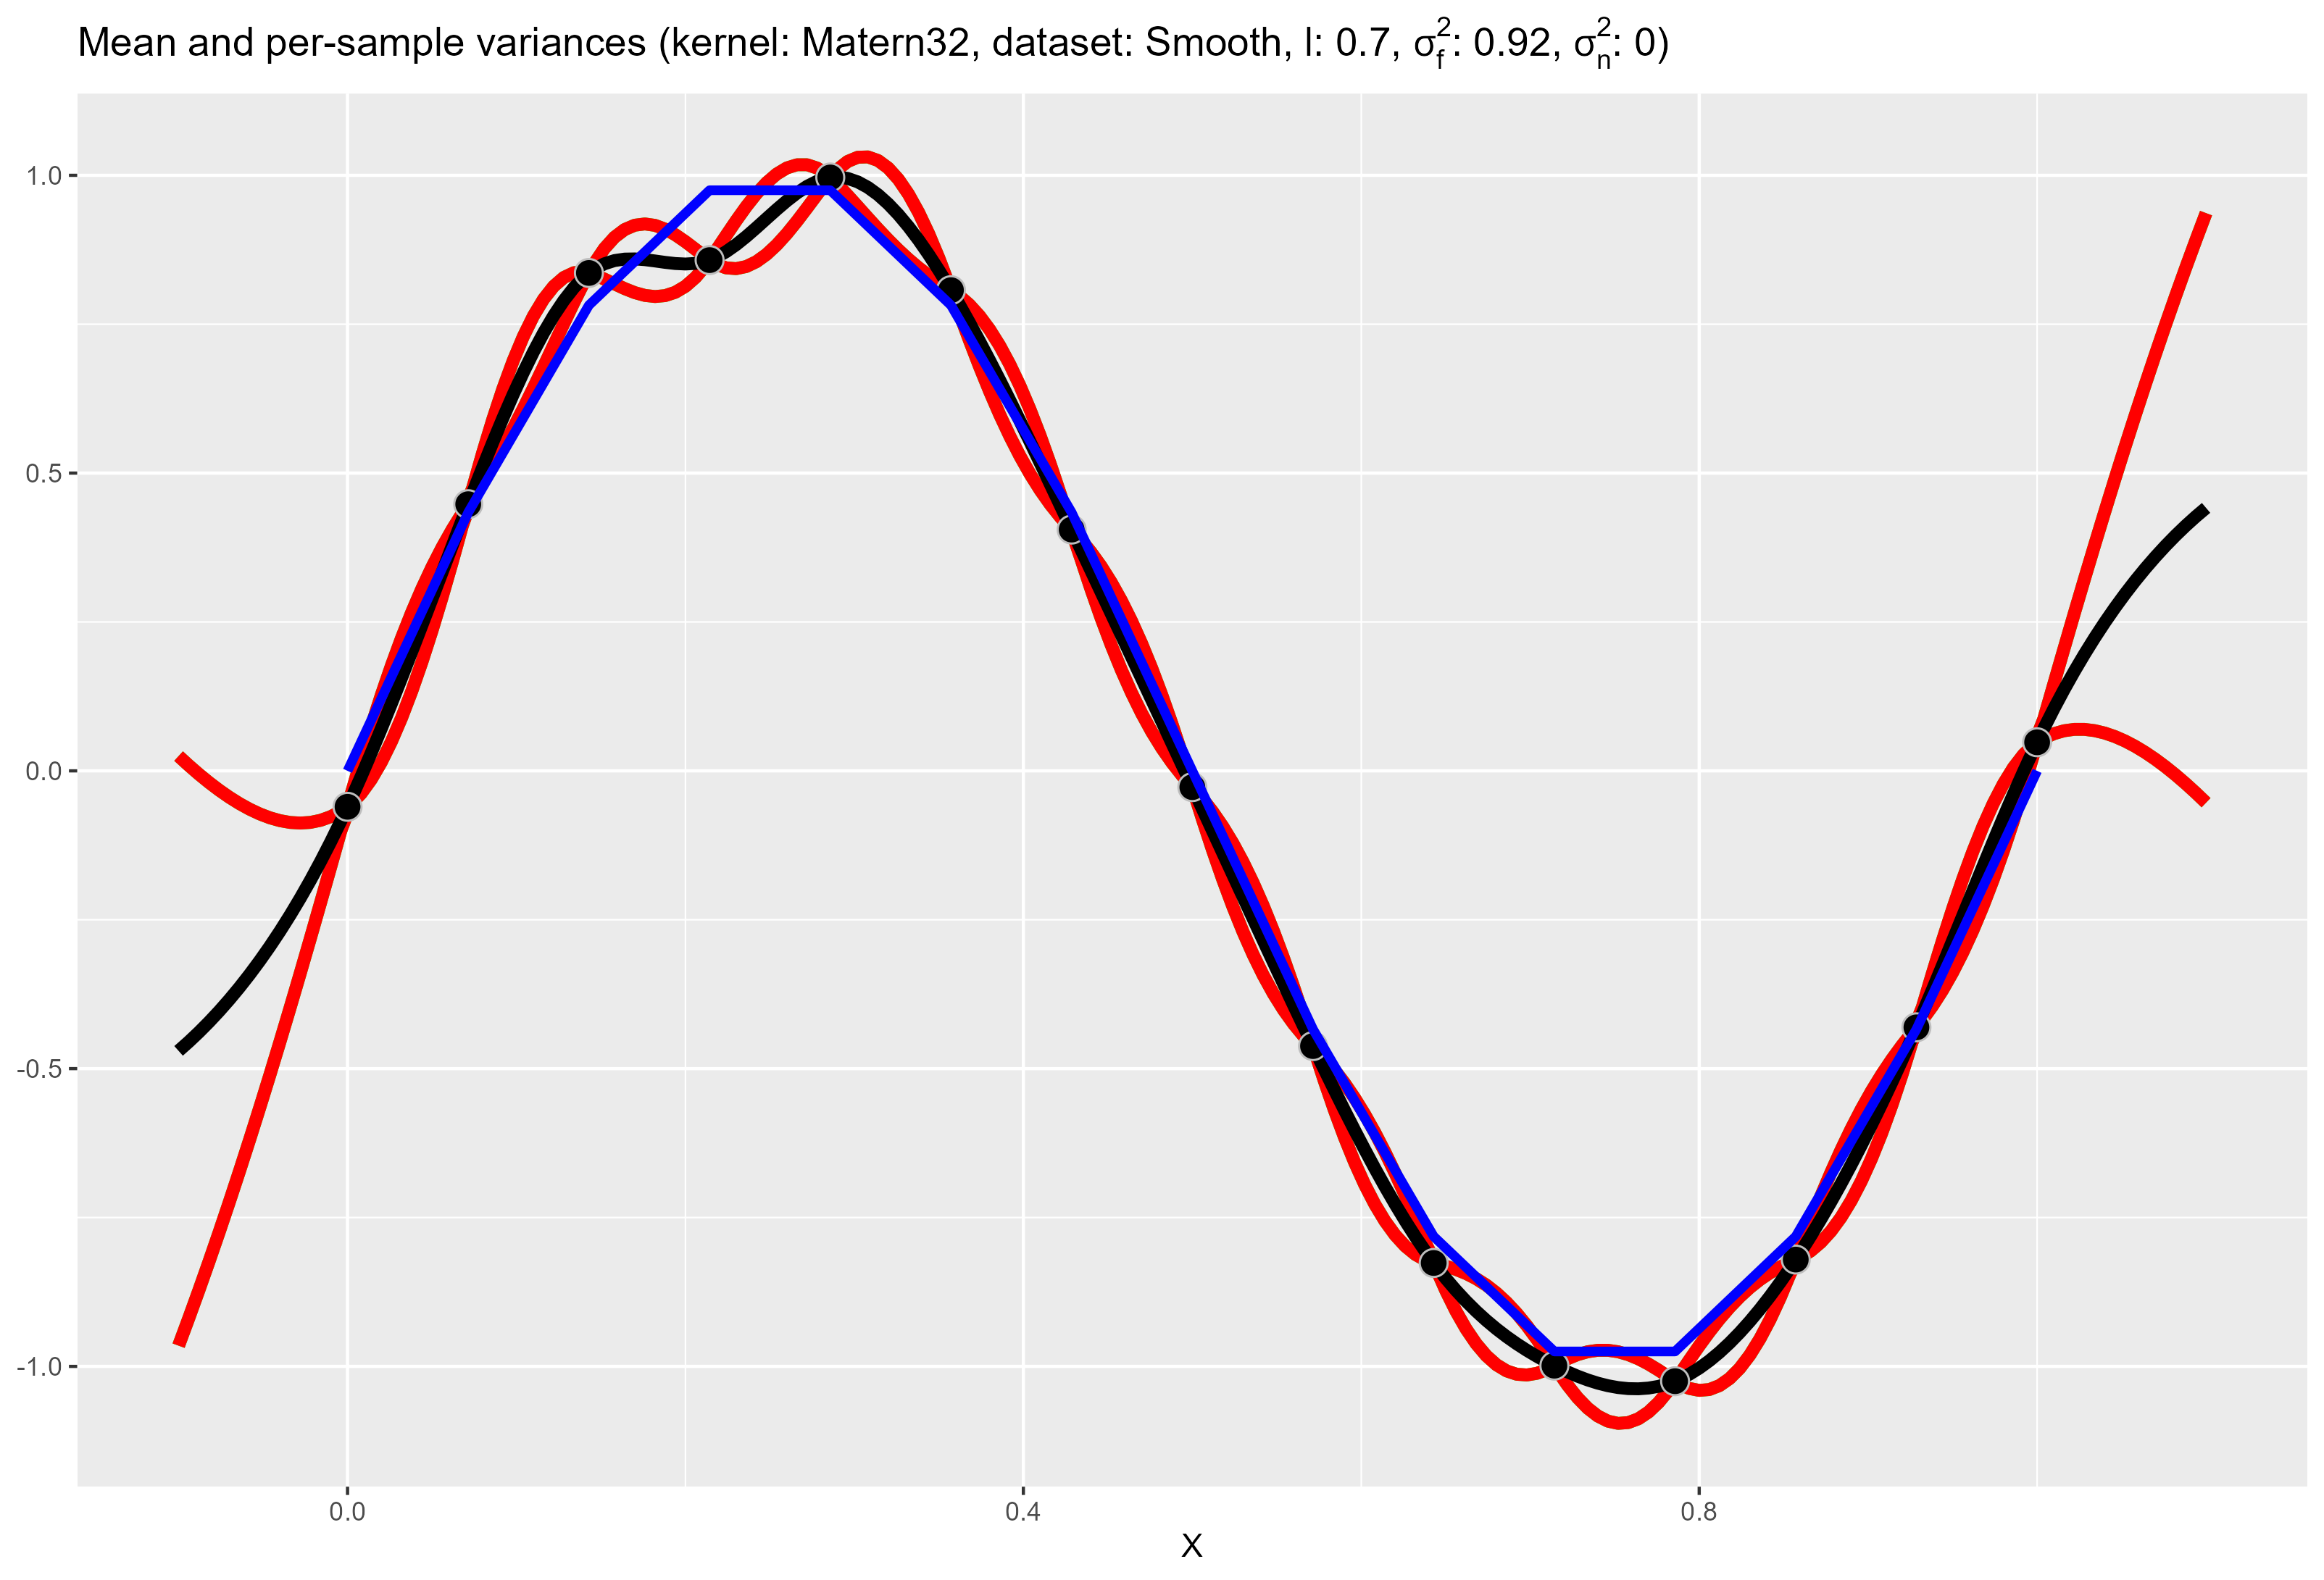 Mean and per-sample variances (kernel: Matern32, dataset: Smooth, l: 0.7, σ²f: 0.92, σ²n: 0)
1.0
0.5
0.0
-0.5
-1.0
0.0 0.4 0.8
X